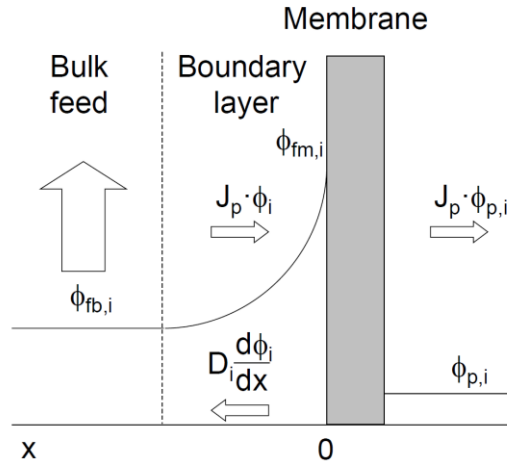 Membrane
Bulk
feed
Boundary
layer
ϕfm,i
Jp·ϕi
Jp·ϕp,i
ϕfb,i
Di dϕi
dx
ϕp,i
x
0